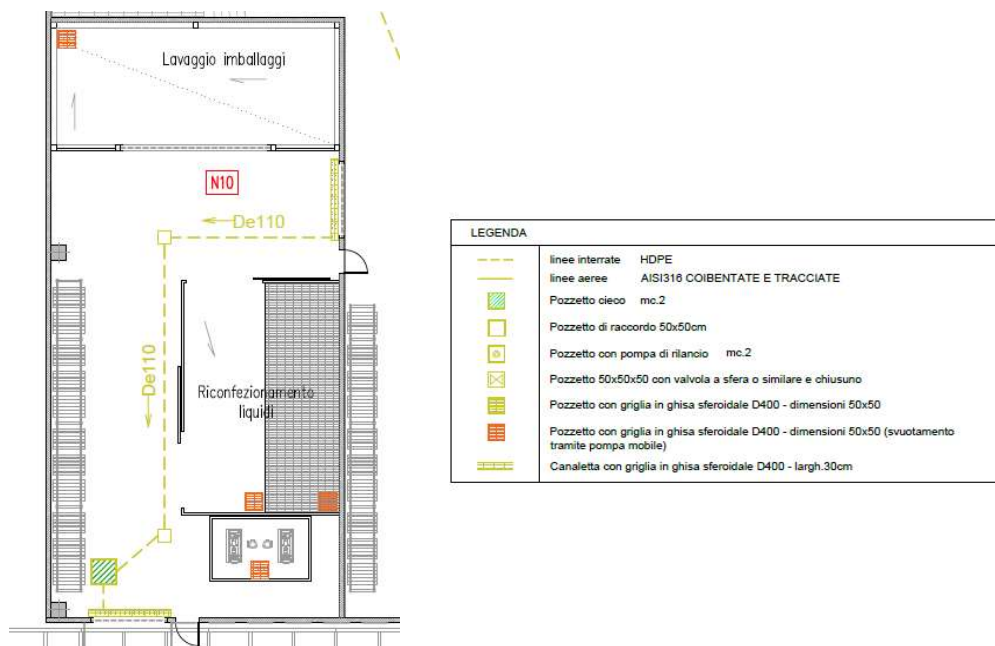 Lavaggio imballaggi
N10
De110
De110
Riconfezionamento
liquidi
LEGENDA
linee interrate HDPE
linee aeree AISI316 COIBENTATE E TRACCIATE
Pozzetto cieco mc.2
Pozzetto di raccordo 50x50cm
Pozzetto con pompa di rilancio mc.2
Pozzetto 50x50x50 con valvola a sfera o similare e chiusuno
Pozzetto con griglia in ghisa sferoidale D400 - dimensioni 50x50
Pozzetto con griglia in ghisa sferoidale D400 - dimensioni 50x50 (svuotamento
tramite pompa mobile)
Canaletta con griglia in ghisa sferoidale D400 - largh.30cm